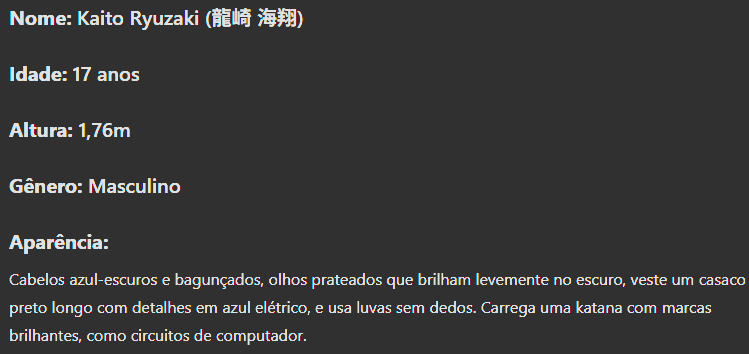 Nome: Kaito Ryuzaki (龍崎 海翔)
Idade: 17 anos
Altura: 1,76m
Gênero: Masculino
Aparência:
Cabelos azul-escuros e bagunçados, olhos prateados que brilham levemente no escuro, veste um casaco
preto longo com detalhes em azul elétrico, e usa luvas sem dedos. Carrega uma katana com marcas
brilhantes, como circuitos de computador.